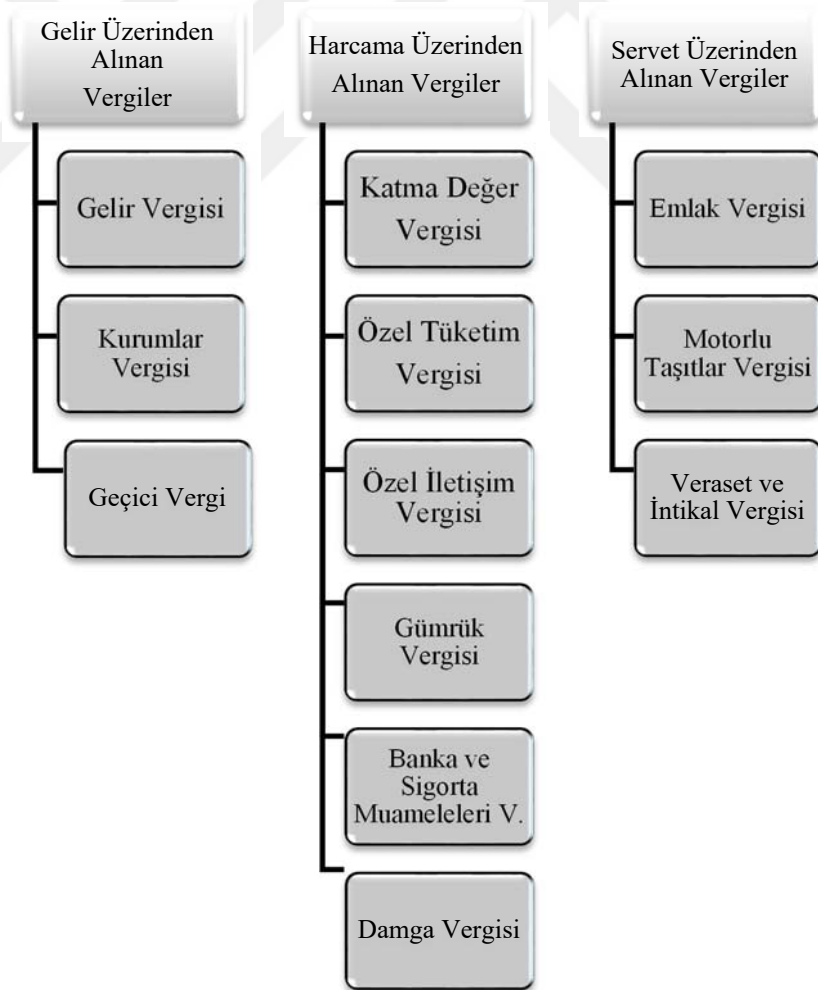 Gelir Üzerinden
Alınan
Vergiler
Gelir Vergisi
Kurumlar
Vergisi
Geçici Vergi
Harcama Üzerinden
Alınan Vergiler
Katma Değer
Vergisi
Özel Tüketim
Vergisi
Özel İletişim
Vergisi
Gümrük
Vergisi
Banka ve
Sigorta
Muameleleri V.
Damga Vergisi
Servet Üzerinden
Alınan Vergiler
Emlak Vergisi
Motorlu
Taşıtlar Vergisi
Veraset ve
İntikal Vergisi